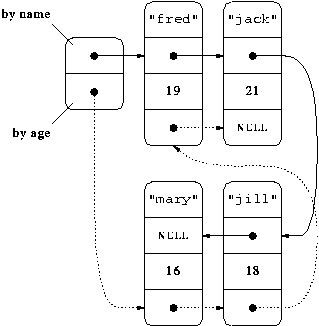 by name
"fred" "jack"
19 21
NULL
by age
"mary" "jill"
NULL
16 18